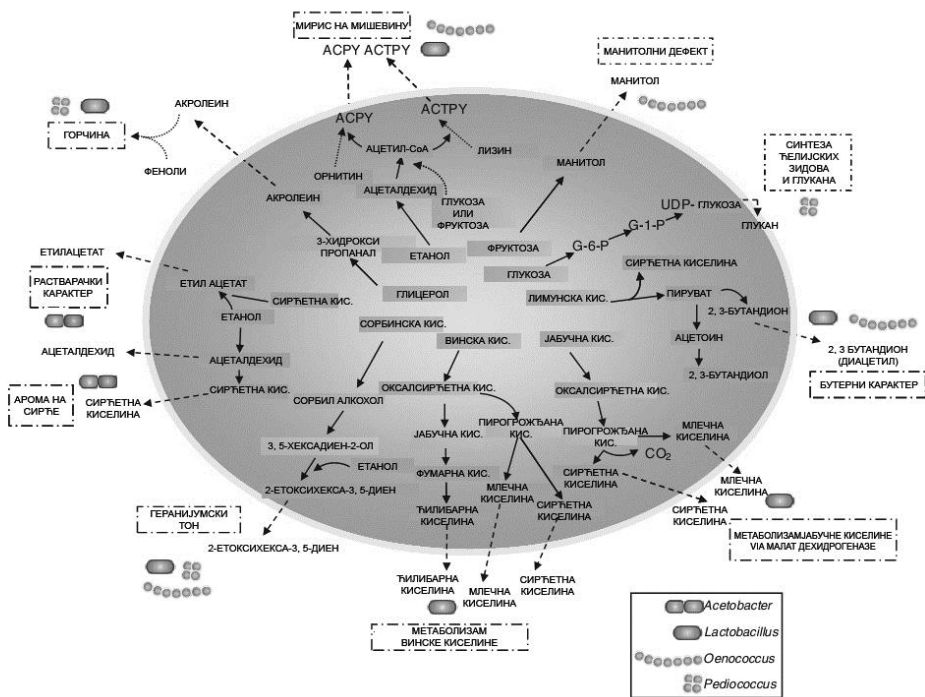 МИРИС НА МИШЕВИНУ
ACPY АСТРY
МАНИТОЛНИ ДЕФЕКТ
МАНИТОЛ
АКРОЛЕИН
ГОРЧИНА
ФЕНОЛИ
ACPY
АСТРY
АЦЕТИЛ-CoA
ЛИЗИН
ОРНИТИН
АЦЕТАЛДЕХИД
ГЛУКОЗА
ИЛИ
ФРУКТОЗА
МАНИТОЛ
СИНТЕЗА
ЋЕЛИЈСКИХ
ЗИДОВА
И ГЛУКАНА
АКРОЛЕИН
3-ХИДРОКСИ
ПРОПАНАЛ
ЕТАНОЛ
ФРУКТОЗА
UDP- ГЛУКОЗА
G-1-P
ГЛУКАН
G-6-P
ГЛУКОЗА
ГЛИЦЕРОЛ
ЕТИЛАЦЕТАТ
РАСТВАРАЧКИ
КАРАКТЕР
ЕТИЛ АЦЕТАТ
СИРЋЕТНА КИС.
ЕТАНОЛ
АЦЕТАЛДЕХИД
АЦЕТАЛДЕХИД
СИРЋЕТНА КИС.
АРОМА НА
СИРЋЕ
СИРЋЕТНА
КИСЕЛИНА
СИРЋЕТНА КИСЕЛИНА
ЛИМУНСКА КИС.
ПИРУВАТ
2, 3-БУТАНДИОН
АЦЕТОИН
2, 3-БУТАНДИОЛ
2, 3 БУТАНДИОН
(ДИАЦЕТИЛ)
БУТЕРНИ КАРАКТЕР
СОРБИНСКА КИС.
ВИНСКА КИС.
ЈАБУЧНА КИС.
СОРБИЛ АЛКОХОЛ
ОКСАЛСИРЋЕТНА КИС.
ОКСАЛСИРЋЕТНА КИС.
3, 5-ХЕКСАДИЕН-2-ОЛ
ЕТАНОЛ
2-ЕТОКСИХЕКСА-3, 5-ДИЕН
ЈАБУЧНА КИС.
ПИРОГРОЖЂАНА
КИС.
ФУМАРНА КИС.
МЛЕЧНА
КИСЕЛИНА
ЋИЛИБАРНА
КИСЕЛИНА
СИРЋЕТНА
КИСЕЛИНА
ПИРОГРОЖЂАНА
КИС.
МЛЕЧНА
КИСЕЛИНА
CO2
СИРЋЕТНА
КИСЕЛИНА
МЛЕЧНА
КИСЕЛИНА
СИРЋЕТНА
КИСЕЛИНА
МЕТАБОЛИЗАМЈАБУЧНЕ КИСЕЛИНЕ
VIA МАЛАТ ДЕХИДРОГЕНАЗЕ
ГЕРАНИЈУМСКИ
ТОН
2-ЕТОКСИХЕКСА-3, 5-ДИЕН
ЋИЛИБАРНА
КИСЕЛИНА
МЛЕЧНА
КИСЕЛИНА
СИРЋЕТНА
КИСЕЛИНА
МЕТАБОЛИЗАМ
ВИНСКЕ КИСЕЛИНЕ
Acetobacter
Lactobacillus
Oenococcus
Pediococcus